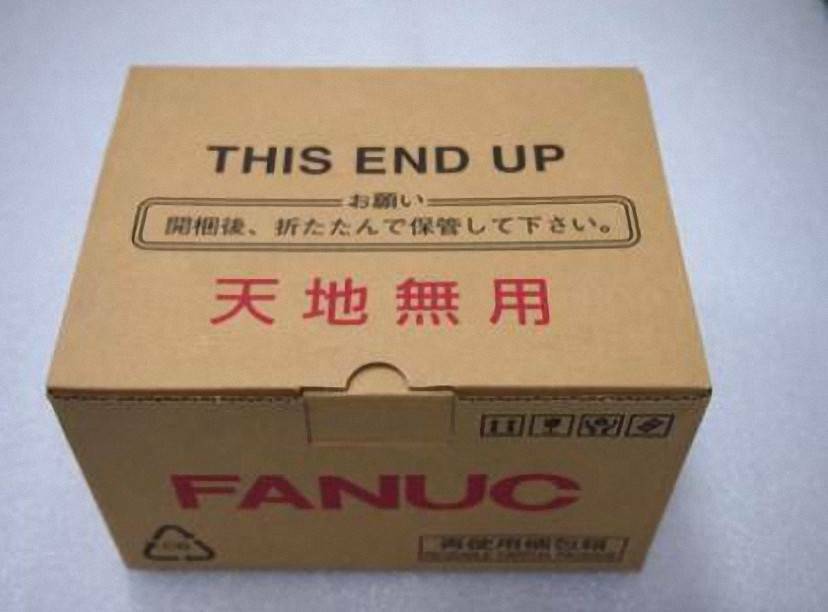 THIS END UP
お願い
開梱後、折たたんで保管して下さい。
天地無用
FANUC
再使用梱包箱